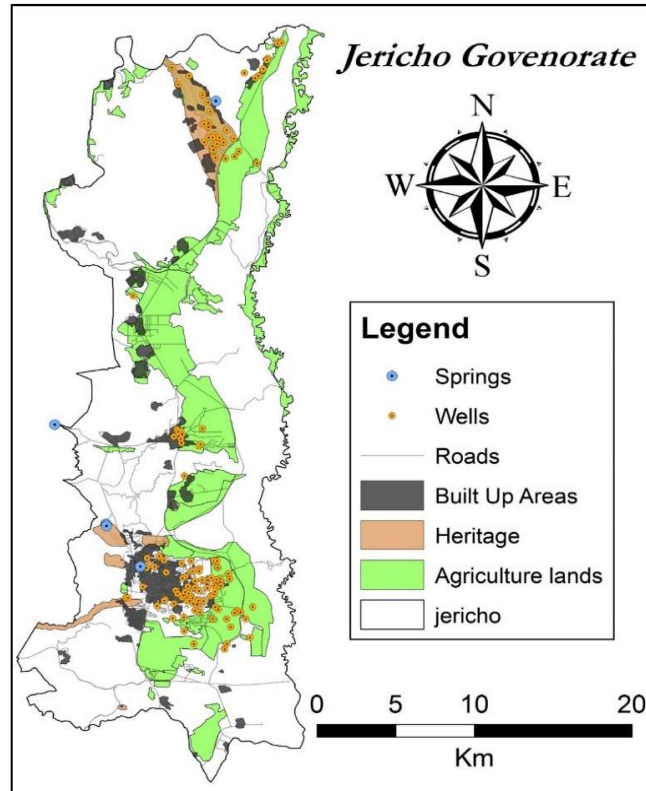 Jericho Govenorate
N
W E
S
Legend
Springs
Wells
Roads
Built Up Areas
Heritage
Agriculture lands
jericho
0 5 10 20
Km